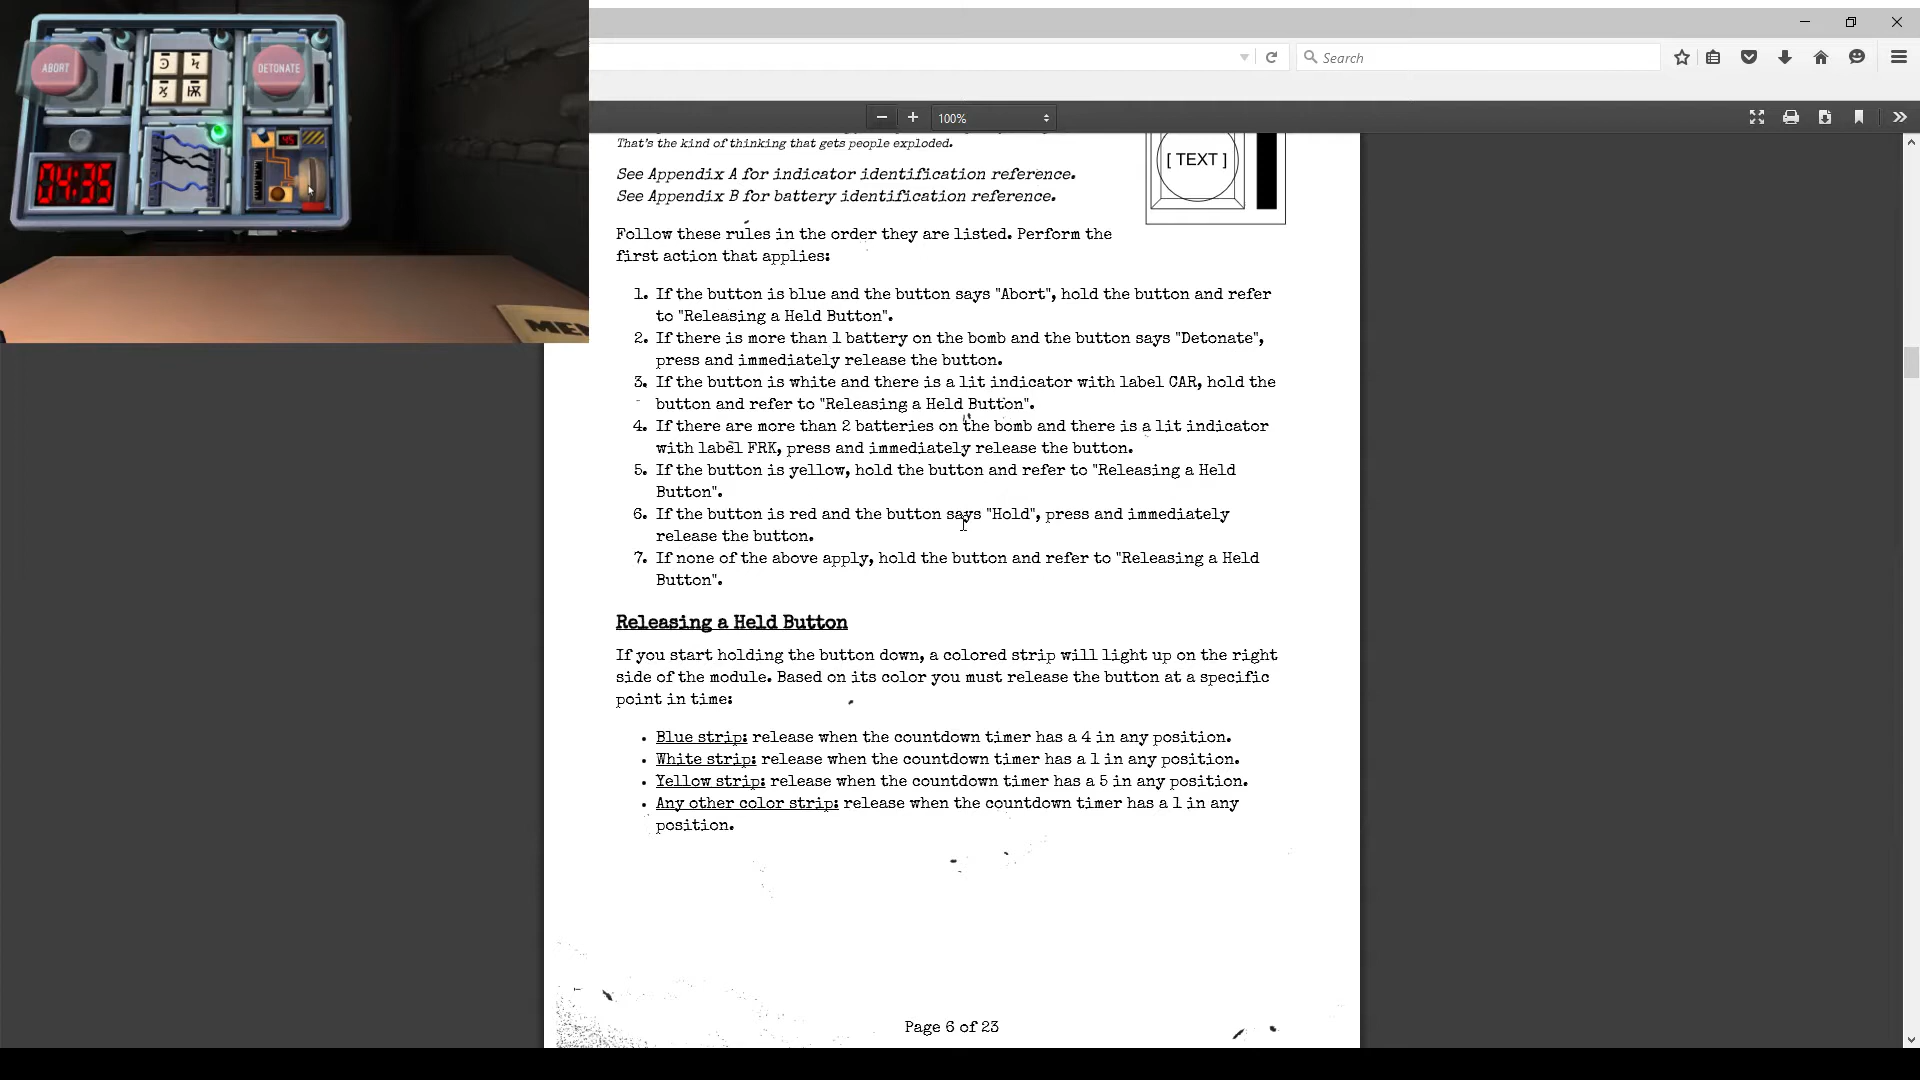 ABORT
DETONATE
04:35
45
Search
100%
That's the kind of thinking that gets people exploded.
See Appendix A for indicator identification reference.
See Appendix B for battery identification reference.
[ TEXT ]
Follow these rules in the order they are listed. Perform the
first action that applies:
1. If the button is blue and the button says "Abort", hold the button and refer
to "Releasing a Held Button".
2. If there is more than 1 battery on the bomb and the button says "Detonate",
press and immediately release the button.
3. If the button is white and there is a lit indicator with label CAR, hold the
button and refer to "Releasing a Held Button".
4. If there are more than 2 batteries on the bomb and there is a lit indicator
with label FRK, press and immediately release the button.
5. If the button is yellow, hold the button and refer to "Releasing a Held
Button".
6. If the button is red and the button says "Hold", press and immediately
release the button.
7. If none of the above apply, hold the button and refer to "Releasing a Held
Button".
Releasing a Held Button
If you start holding the button down, a colored strip will light up on the right
side of the module. Based on its color you must release the button at a specific
point in time:
• Blue strip: release when the countdown timer has a 4 in any position.
• White strip: release when the countdown timer has a 1 in any position.
• Yellow strip: release when the countdown timer has a 5 in any position.
• Any other color strip: release when the countdown timer has a 1 in any
position.
Page 6 of 23